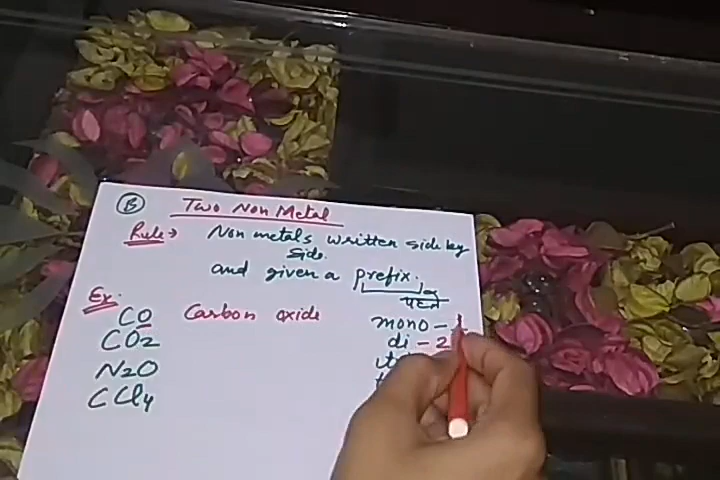 B Two Non Metal
Rule → Non metals written side by
side.
and given a prefix.
पहले
Ex:
CO Carbon oxide
CO2
N2O
CCl4
mono - 1
di - 2